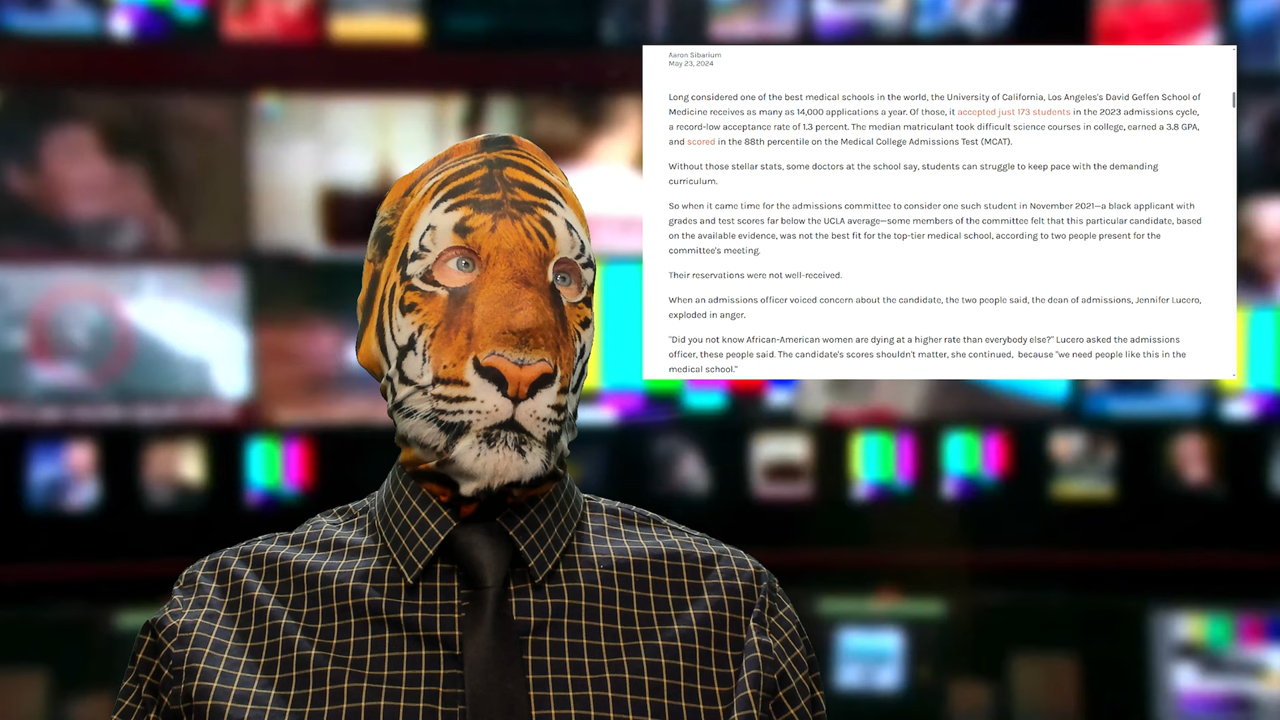 Aaron Sibarium
May 23, 2024
Long considered one of the best medical schools in the world, the University of California, Los Angeles's David Geffen School of
Medicine receives as many as 14,000 applications a year. Of those, it accepted just 173 students in the 2023 admissions cycle,
a record-low acceptance rate of 1.3 percent. The median matriculant took difficult science courses in college, earned a 3.8 GPA,
and scored in the 88th percentile on the Medical College Admissions Test (MCAT).
Without those stellar stats, some doctors at the school say, students can struggle to keep pace with the demanding
curriculum.
So when it came time for the admissions committee to consider one such student in November 2021—a black applicant with
grades and test scores far below the UCLA average—some members of the committee felt that this particular candidate, based
on the available evidence, was not the best fit for the top-tier medical school, according to two people present for the
committee's meeting.
Their reservations were not well-received.
When an admissions officer voiced concern about the candidate, the two people said, the dean of admissions, Jennifer Lucero,
exploded in anger.
"Did you not know African-American women are dying at a higher rate than everybody else?" Lucero asked the admissions
officer, these people said. The candidate's scores shouldn't matter, she continued, because "we need people like this in the
medical school."